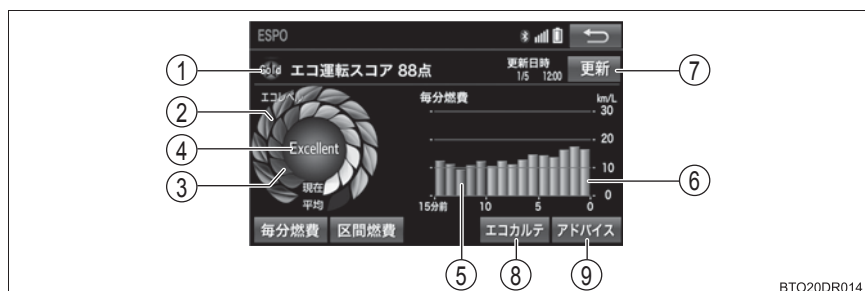 ESPO
① Gold エコ運転スコア 88点 更新日時 1/5 12:00 更新 ⑦
② エコレベル
毎分燃費 km/L
30
20
④ Excellent
10 ⑥
③ 現在
平均
0
15分前 10 5 0
毎分燃費 区間燃費 エコカルテ アドバイス
⑤ ⑧ ⑨
BTO20DR014